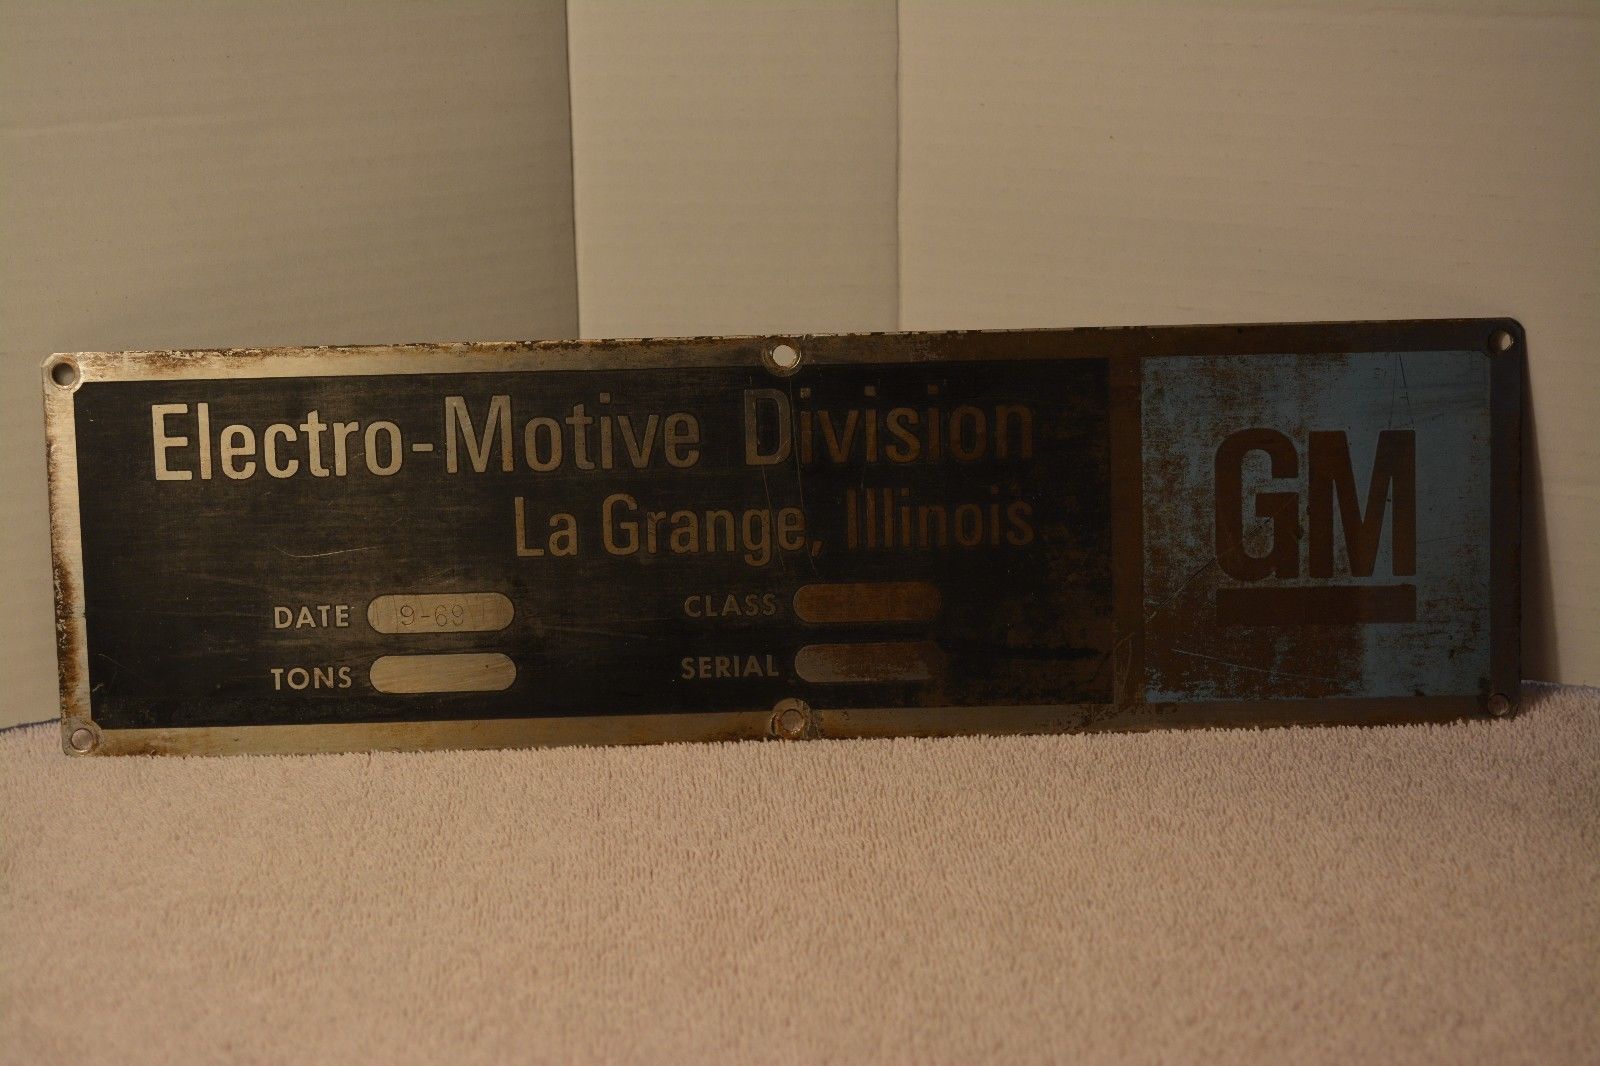 Electro-Motive Division
La Grange, Illinois
DATE 9-69 CLASS
TONS SERIAL
GM